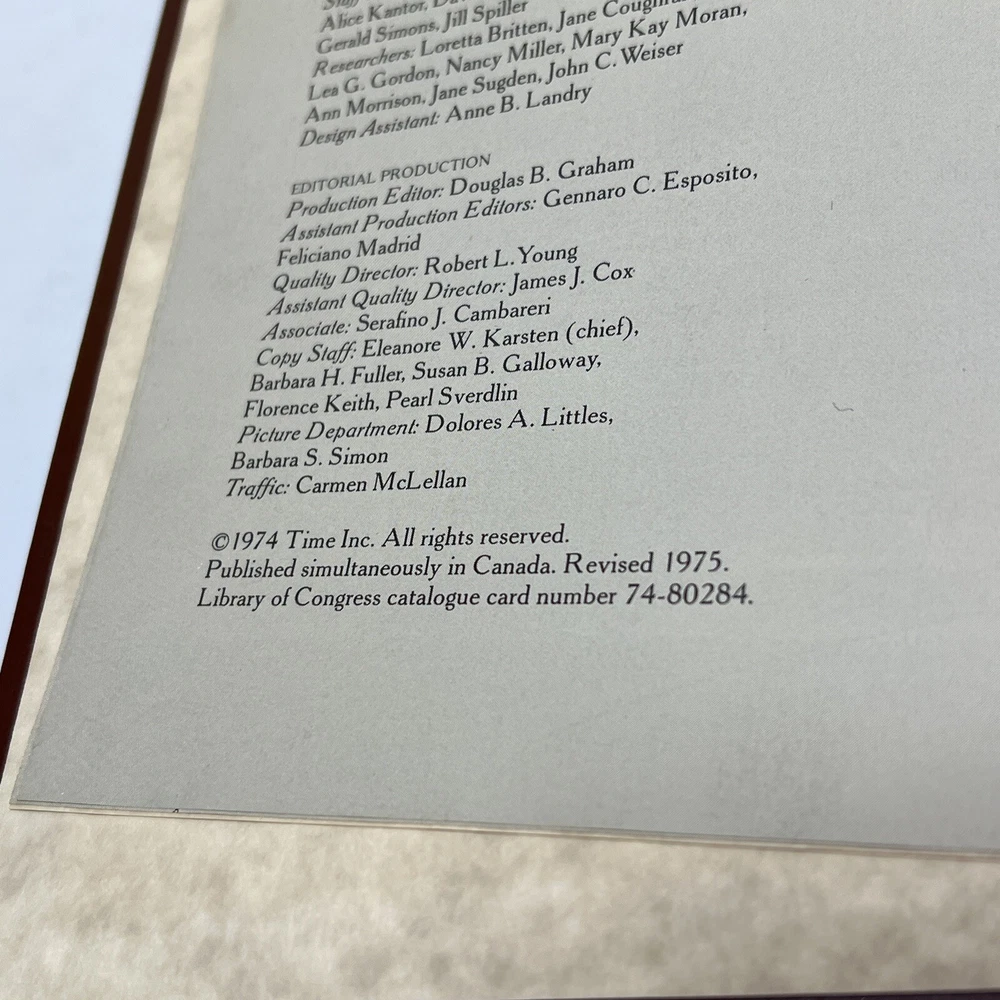 Alice Kantor,
Gerald Simons, Jill Spiller
Researchers: Loretta Britten, Jane
Lea G. Gordon, Nancy Miller, Mary Kay Moran,
Ann Morrison, Jane Sugden, John C. Weiser
Design Assistant: Anne B. Landry
EDITORIAL PRODUCTION
Production Editor: Douglas B. Graham
Assistant Production Editors: Gennaro C. Esposito,
Feliciano Madrid
Quality Director: Robert L. Young
Assistant Quality Director: James J. Cox
Associate: Serafino J. Cambareri
Copy Staff: Eleanore W. Karsten (chief),
Barbara H. Fuller, Susan B. Galloway,
Florence Keith, Pearl Sverdlin
Picture Department: Dolores A. Littles,
Barbara S. Simon
Traffic: Carmen McLellan
©1974 Time Inc. All rights reserved.
Published simultaneously in Canada. Revised 1975.
Library of Congress catalogue card number 74-80284.